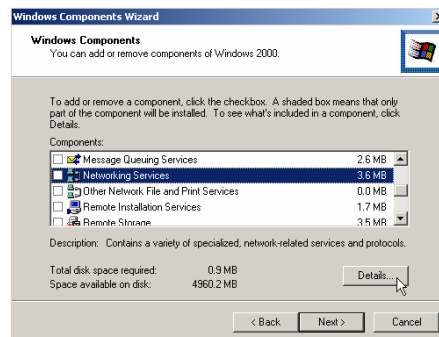 Windows Components Wizard
Windows Components
You can add or remove components of Windows 2000.
To add or remove a component, click the checkbox. A shaded box means that only
part of the component will be installed. To see what's included in a component, click
Details.
Components:
Message Queuing Services 2.6 MB
Networking Services 3.6 MB
Other Network File and Print Services 0.0 MB
Remote Installation Services 1.7 MB
Remote Storage 3.5 MB
Description: Contains a variety of specialized, network-related services and protocols.
Total disk space required: 0.9 MB
Space available on disk: 4960.2 MB
Details...
< Back Next > Cancel